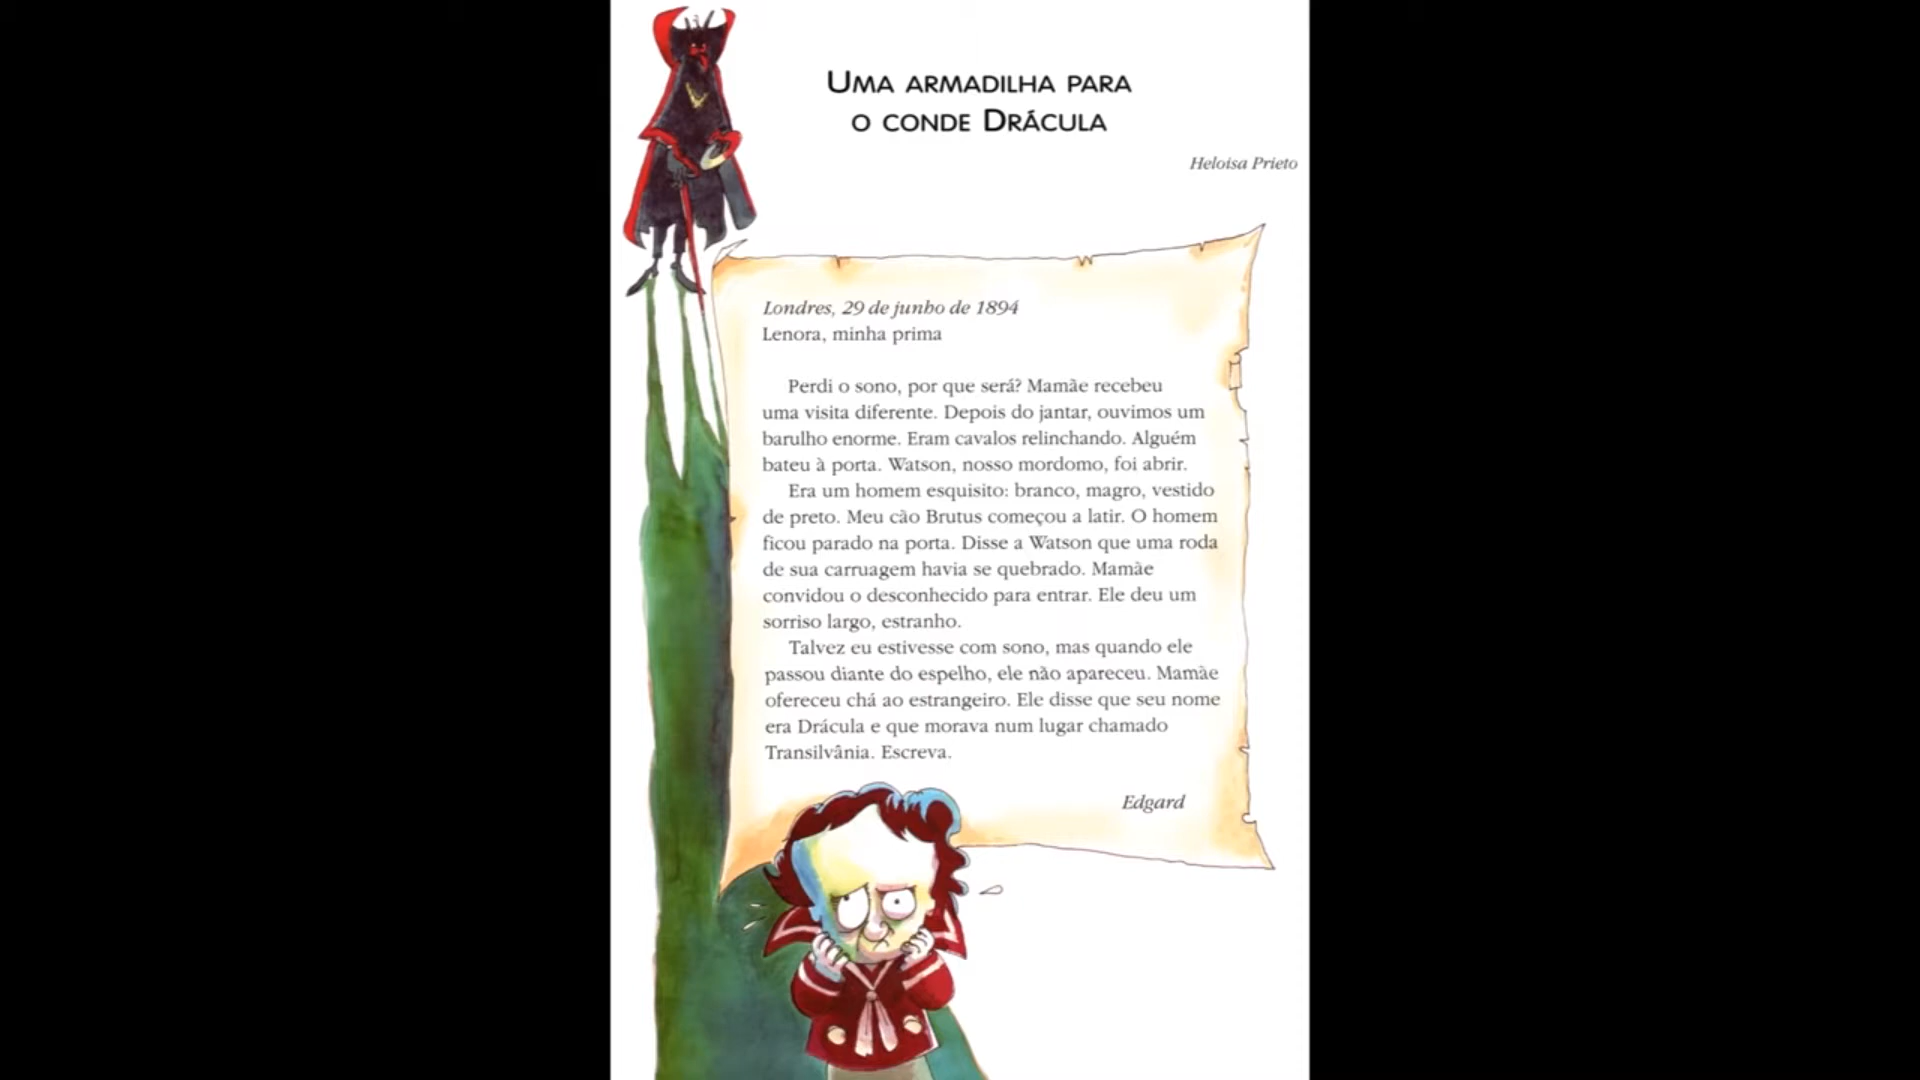 UMA ARMADILHA PARA
O CONDE DRÁCULA
Heloisa Prieto
Londres, 29 de junho de 1894
Lenora, minha prima
Perdi o sono, por que será? Mamãe recebeu
uma visita diferente. Depois do jantar, ouvimos um
barulho enorme. Eram cavalos relinchando. Alguém
bateu à porta. Watson, nosso mordomo, foi abrir.
Era um homem esquisito: branco, magro, vestido
de preto. Meu cão Brutus começou a latir. O homem
ficou parado na porta. Disse a Watson que uma roda
de sua carruagem havia se quebrado. Mamãe
convidou o desconhecido para entrar. Ele deu um
sorriso largo, estranho.
Talvez eu estivesse com sono, mas quando ele
passou diante do espelho, ele não apareceu. Mamãe
ofereceu chá ao estrangeiro. Ele disse que seu nome
era Drácula e que morava num lugar chamado
Transilvânia. Escreva.
Edgard